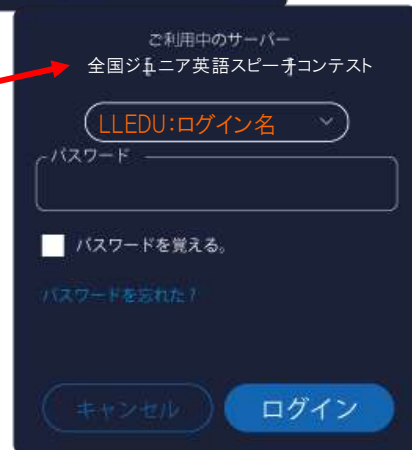 ご利用中のサーバー
全国ジュニア英語スピーチコンテスト
LLEDU:ログイン名
パスワード
パスワードを覚える。
パスワードを忘れた?
キャンセル
ログイン